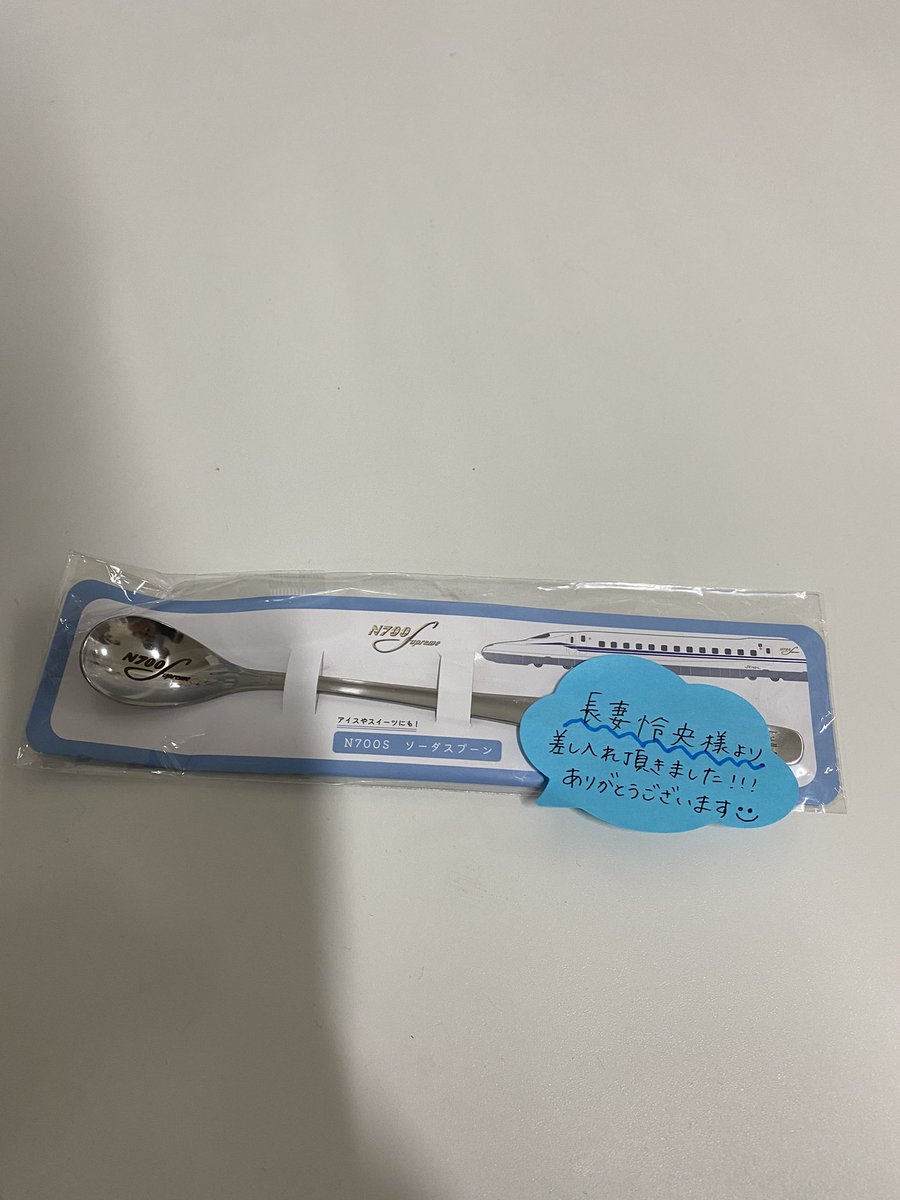 N700 Supreme
N700 Supreme
アイスやスイーツにも！
N700S ソーダスプーン
長妻怜央様より
差し入れ頂きました!!!
ありがとうございます